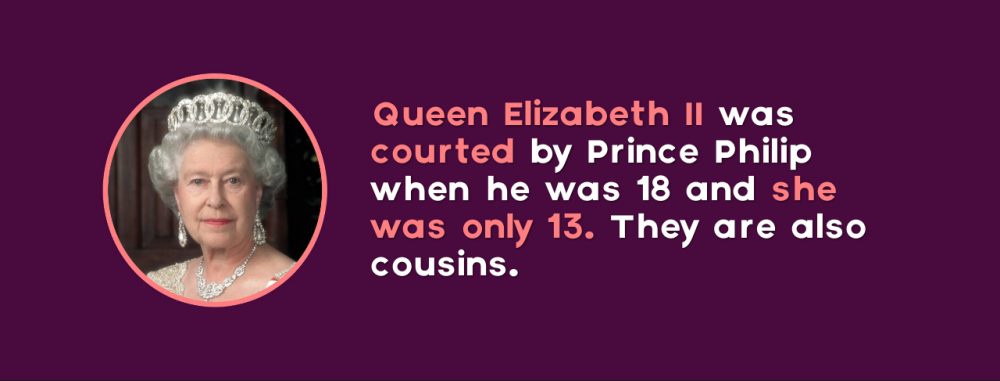 Queen Elizabeth II was
courted by Prince Philip
when he was 18 and she
was only 13. They are also
cousins.